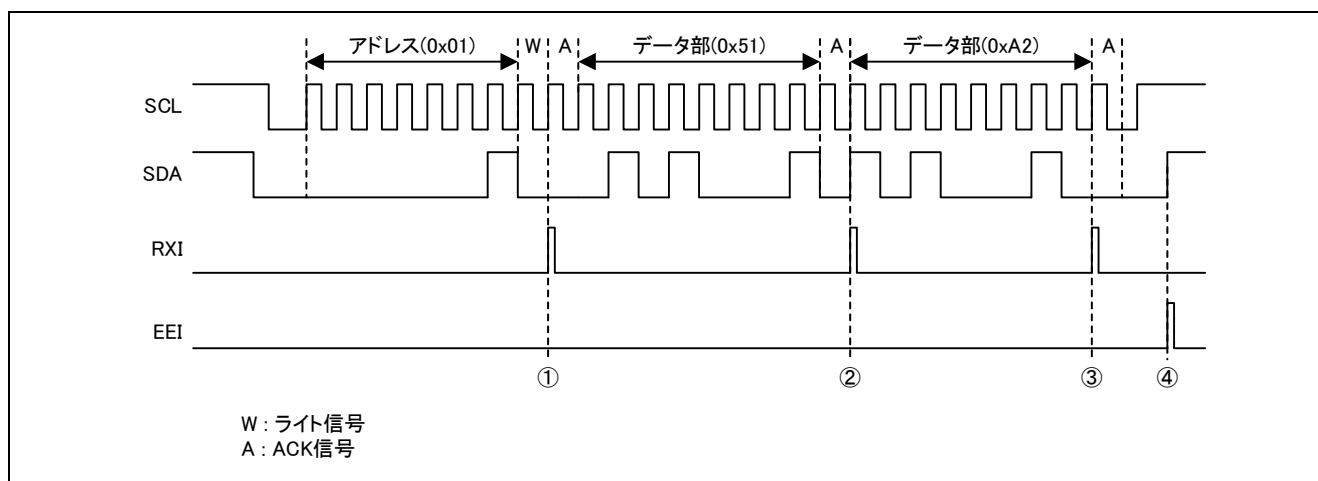 アドレス(0x01) W A データ部(0x51) A データ部(0xA2) A
SCL
SDA
RXI
EEI
① ② ③ ④
W : ライト信号
A : ACK信号